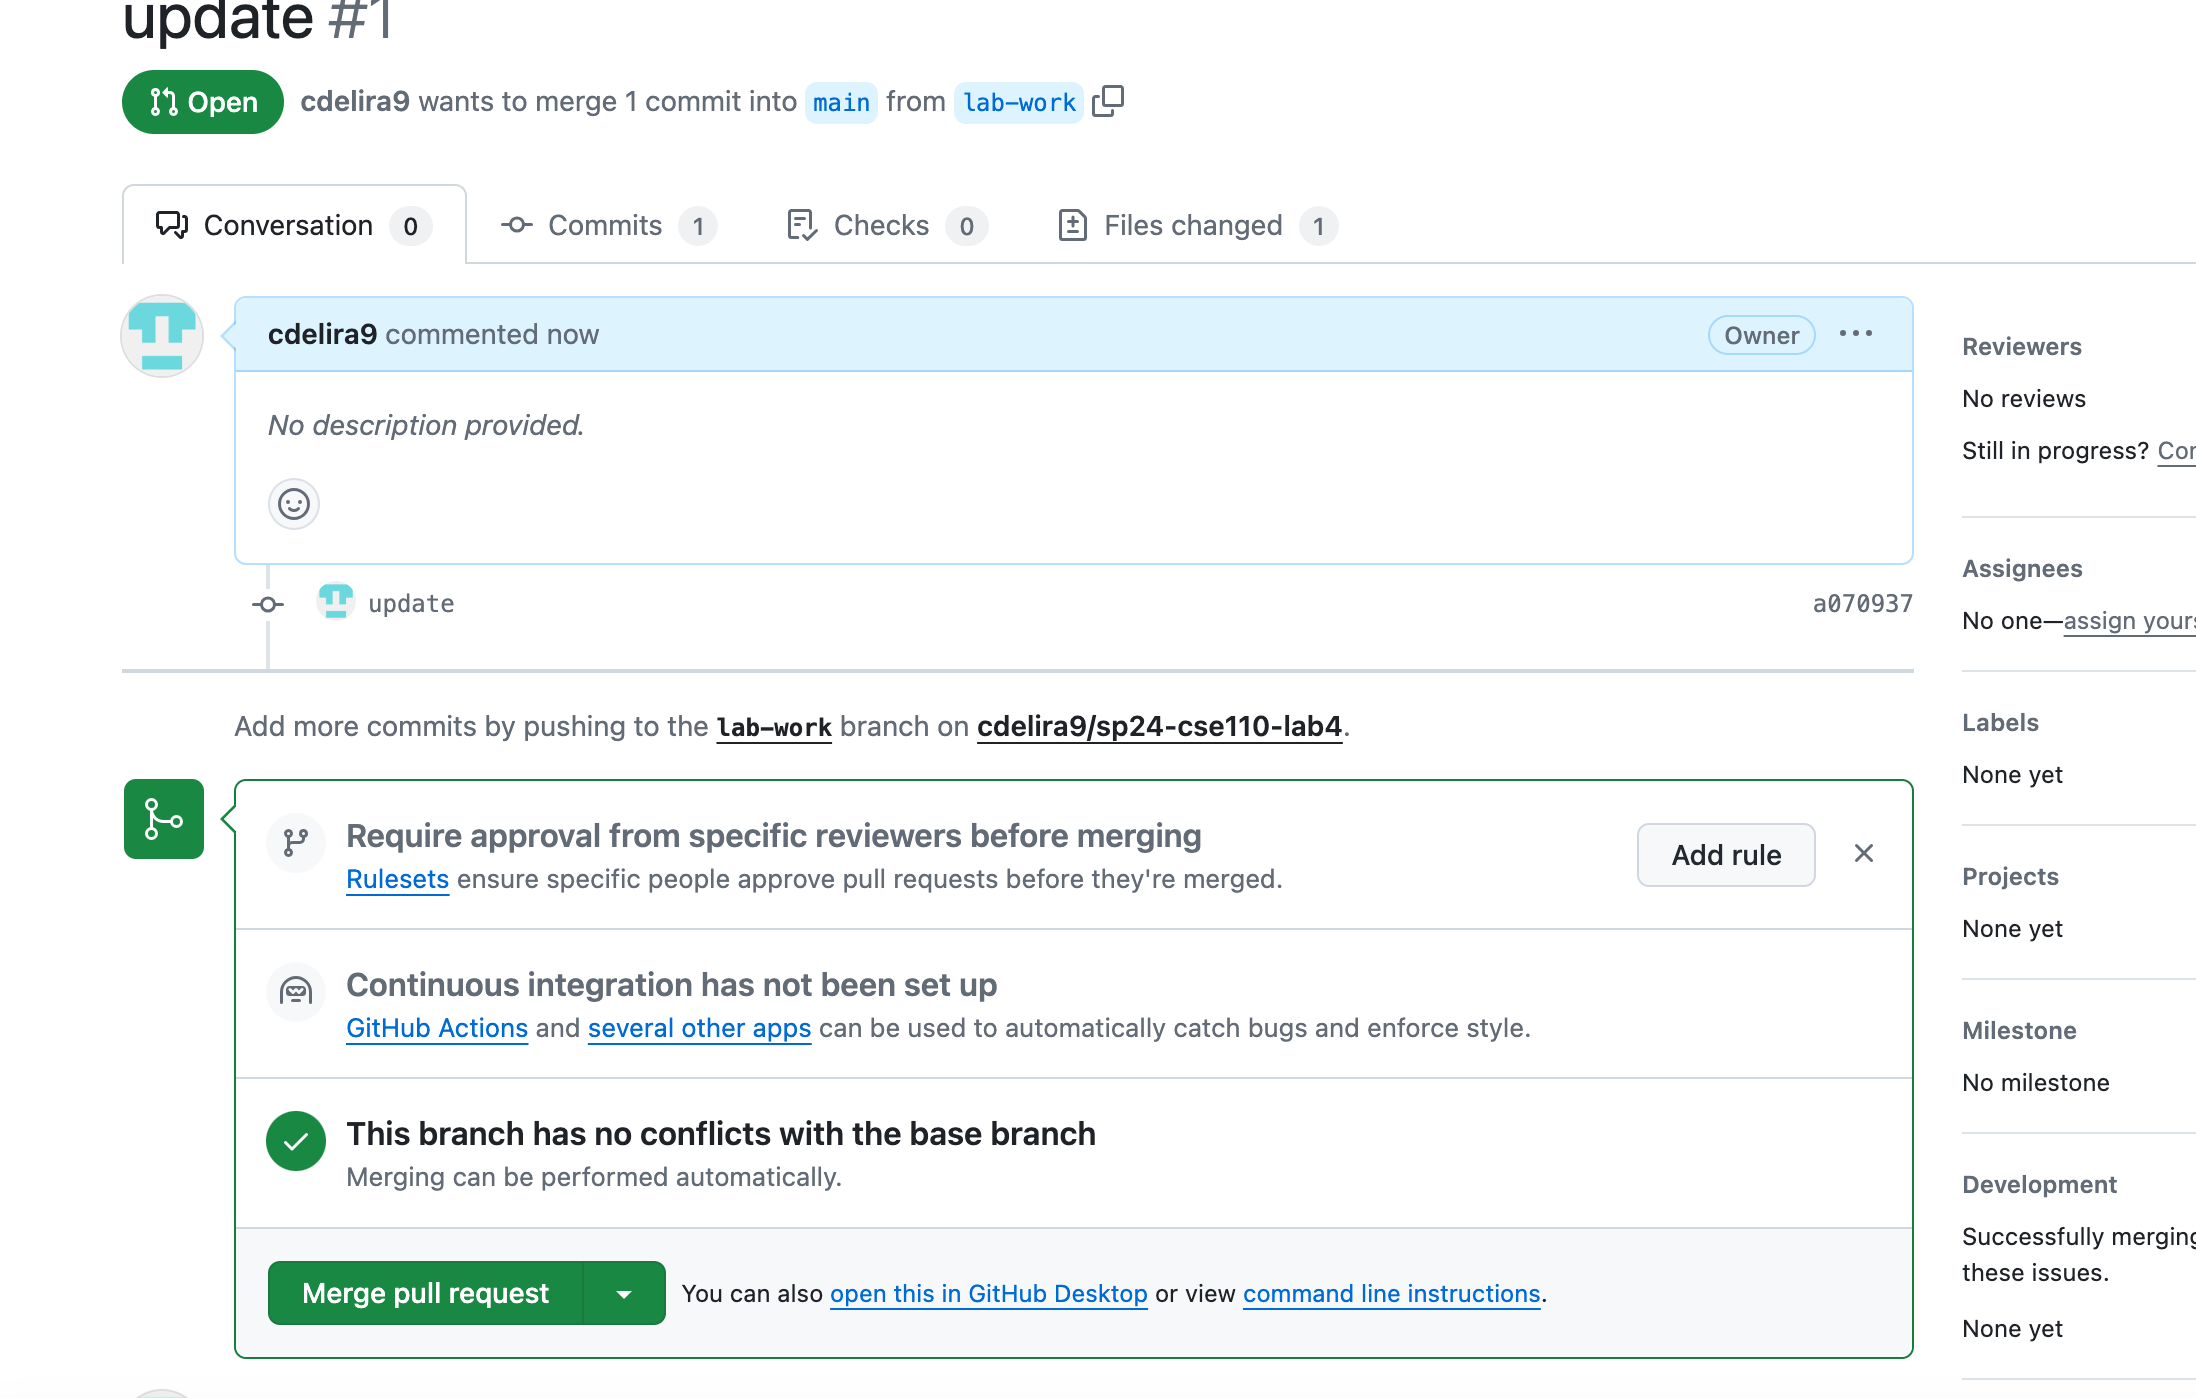 update #1
Open cdelira9 wants to merge 1 commit into main from lab-work
Conversation 0 Commits 1 Checks 0 Files changed 1
cdelira9 commented now Owner
No description provided.
update a070937
Add more commits by pushing to the lab-work branch on cdelira9/sp24-cse110-lab4.
Require approval from specific reviewers before merging
Rulesets ensure specific people approve pull requests before they're merged.
Add rule
Continuous integration has not been set up
GitHub Actions and several other apps can be used to automatically catch bugs and enforce style.
This branch has no conflicts with the base branch
Merging can be performed automatically.
Merge pull request You can also open this in GitHub Desktop or view command line instructions.
Reviewers
No reviews
Still in progress?
Assignees
No one—assign
Labels
None yet
Projects
None yet
Milestone
No milestone
Development
Successfully merging
these issues.
None yet